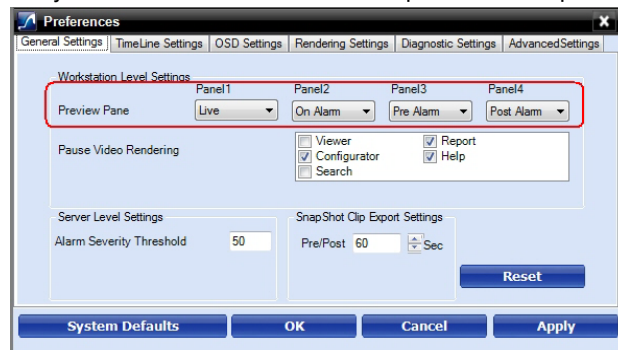 Preferences
General Settings TimeLine Settings OSD Settings Rendering Settings Diagnostic Settings AdvancedSettings
Workstation Level Settings
Panel1 Panel2 Panel3 Panel4
Preview Pane Live On Alarm Pre Alarm Post Alarm
Pause Video Rendering
Viewer Report
Configurator Help
Search
Server Level Settings SnapShot Clip Export Settings
Alarm Severity Threshold 50 Pre/Post 60 Sec
Reset
System Defaults OK Cancel Apply